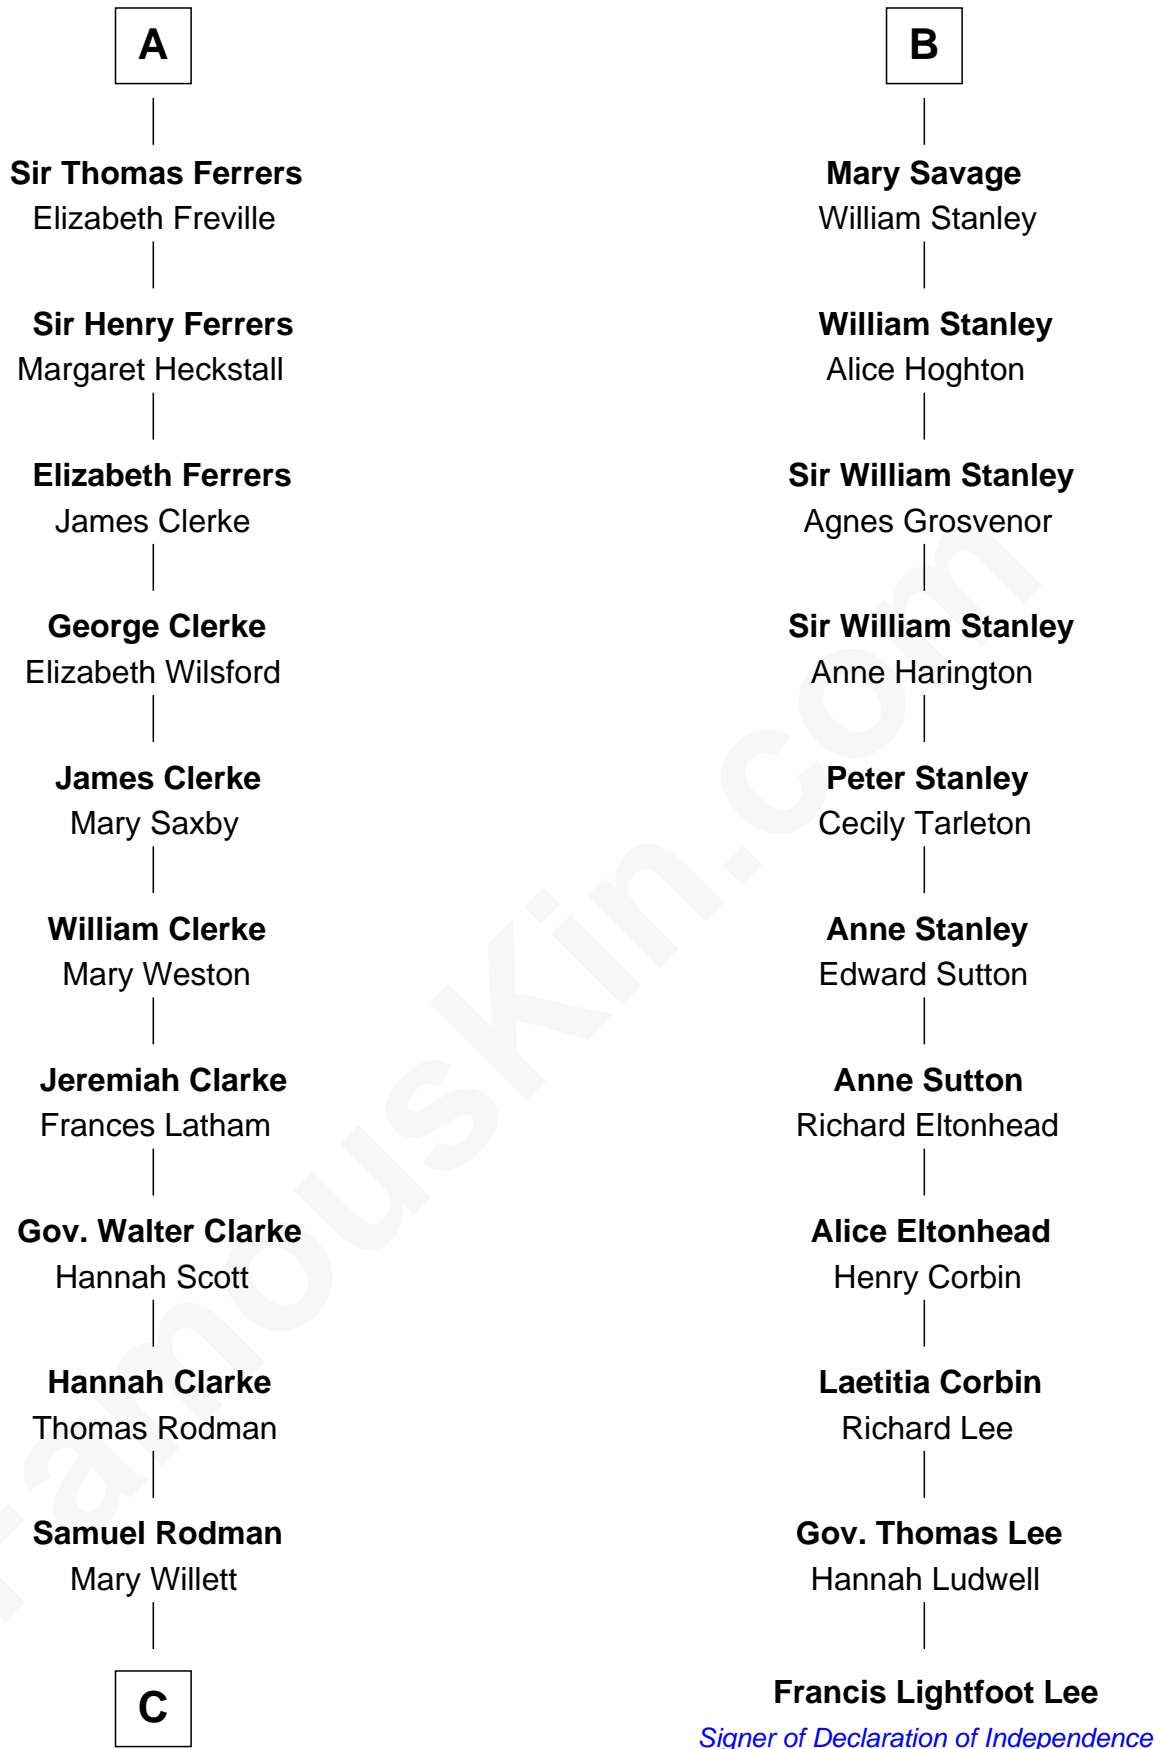 A
Sir Thomas Ferrers
Elizabeth Freville
Sir Henry Ferrers
Margaret Heckstall
Elizabeth Ferrers
James Clerke
George Clerke
Elizabeth Wilsford
James Clerke
Mary Saxby
William Clerke
Mary Weston
Jeremiah Clarke
Frances Latham
Gov. Walter Clarke
Hannah Scott
Hannah Clarke
Thomas Rodman
Samuel Rodman
Mary Willett
C
B
Mary Savage
William Stanley
William Stanley
Alice Hoghton
Sir William Stanley
Agnes Grosvenor
Sir William Stanley
Anne Harington
Peter Stanley
Cecily Tarleton
Anne Stanley
Edward Sutton
Anne Sutton
Richard Eltonhead
Alice Eltonhead
Henry Corbin
Laetitia Corbin
Richard Lee
Gov. Thomas Lee
Hannah Ludwell
Francis Lightfoot Lee
Signer of Declaration of Independence
FamousKin.com